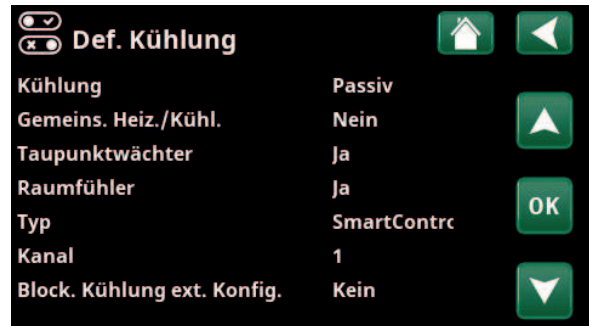 Def. Kühlung
Kühlung Passiv
Gemeins. Heiz./Kühl. Nein
Taupunktwächter Ja
Raumfühler Ja
OK
Typ SmartContrc
Kanal 1
Block. Kühlung ext. Konfig. Kein